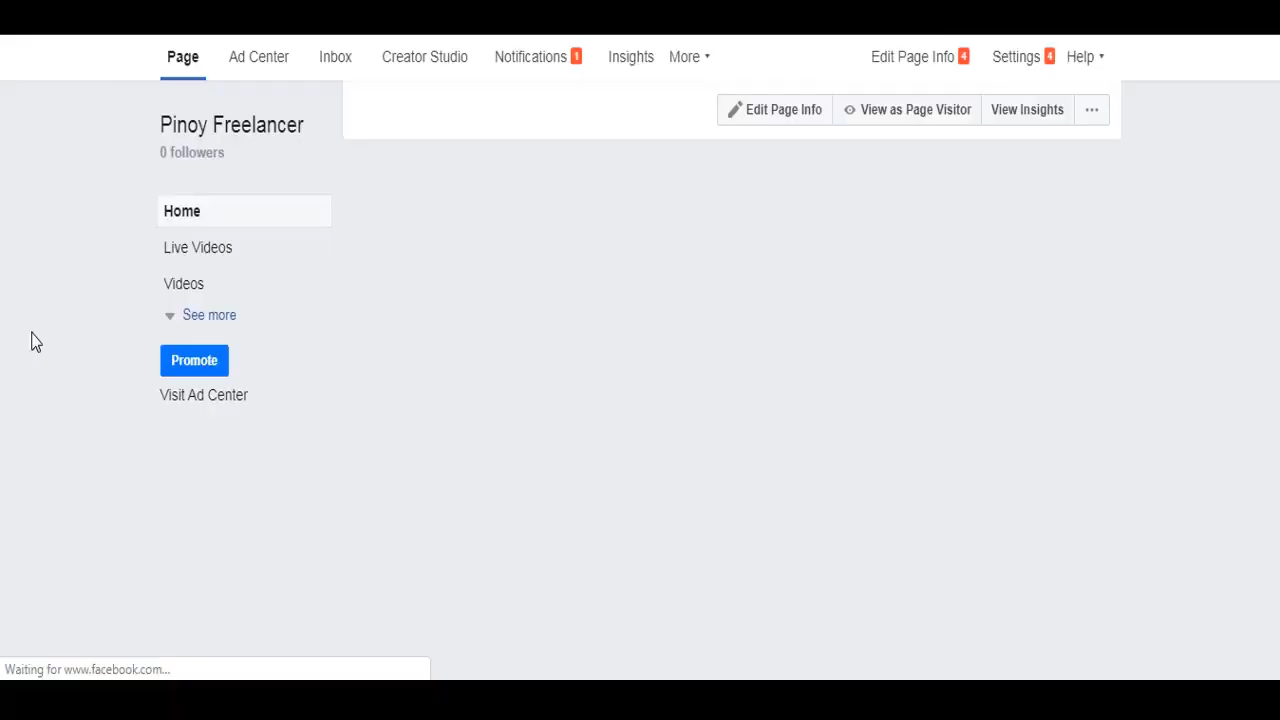 Page Ad Center Inbox Creator Studio Notifications 1 Insights More Edit Page Info 4 Settings 4 Help
Edit Page Info View as Page Visitor View Insights ...
Pinoy Freelancer
0 followers
Home
Live Videos
Videos
See more
Promote
Visit Ad Center
Waiting for www.facebook.com...